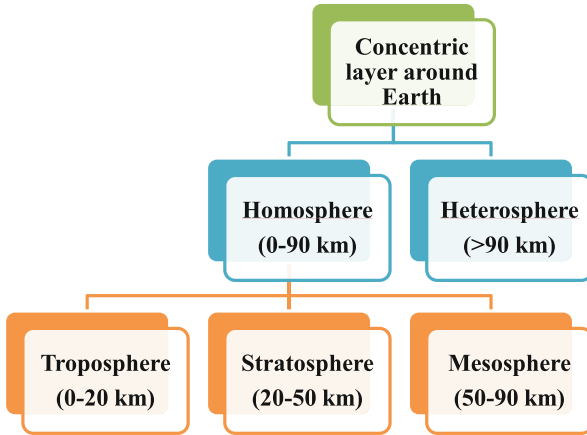 Concentric
layer around
Earth
Homosphere
(0-90 km)
Heterosphere
(>90 km)
Troposphere
(0-20 km)
Stratosphere
(20-50 km)
Mesosphere
(50-90 km)